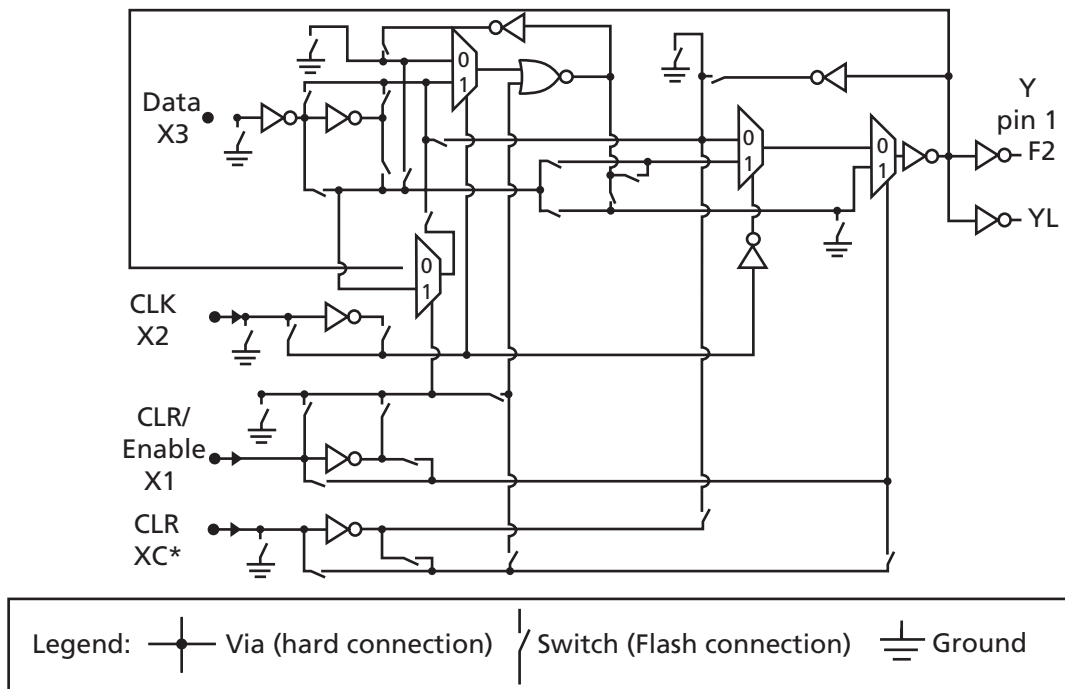 Data
X3
0
1
0
1
0
1
Y
pin 1
F2
YL
0
1
CLK
X2
CLR/
Enable
X1
CLR
XC*
Legend:
Via (hard connection)
Switch (Flash connection)
Ground